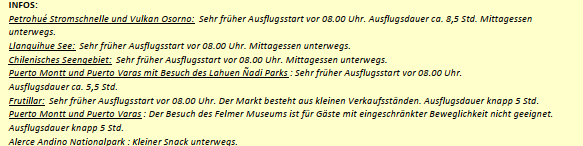 INFOS:
Petrohué Stromschnelle und Vulkan Osorno: Sehr früher Ausflugsstart vor 08.00 Uhr. Ausflugsdauer ca. 8,5 Std. Mittagessen
unterwegs.
Llanquihue See: Sehr früher Ausflugsstart vor 08.00 Uhr. Mittagessen unterwegs.
Chilenisches Seengebiet: Sehr früher Ausflugsstart vor 08.00 Uhr. Mittagessen unterwegs.
Puerto Montt und Puerto Varas mit Besuch des Lahuen Ñadi Parks : Sehr früher Ausflugsstart vor 08.00 Uhr.
Ausflugsdauer ca. 5,5 Std.
Frutillar: Sehr früher Ausflugsstart vor 08.00 Uhr. Der Markt besteht aus kleinen Verkaufsständen. Ausflugsdauer knapp 5 Std.
Puerto Montt und Puerto Varas : Der Besuch des Felmer Museums ist für Gäste mit eingeschränkter Beweglichkeit nicht geeignet.
Ausflugsdauer knapp 5 Std.
Alerce Andino Nationalpark : Kleiner Snack unterwegs.